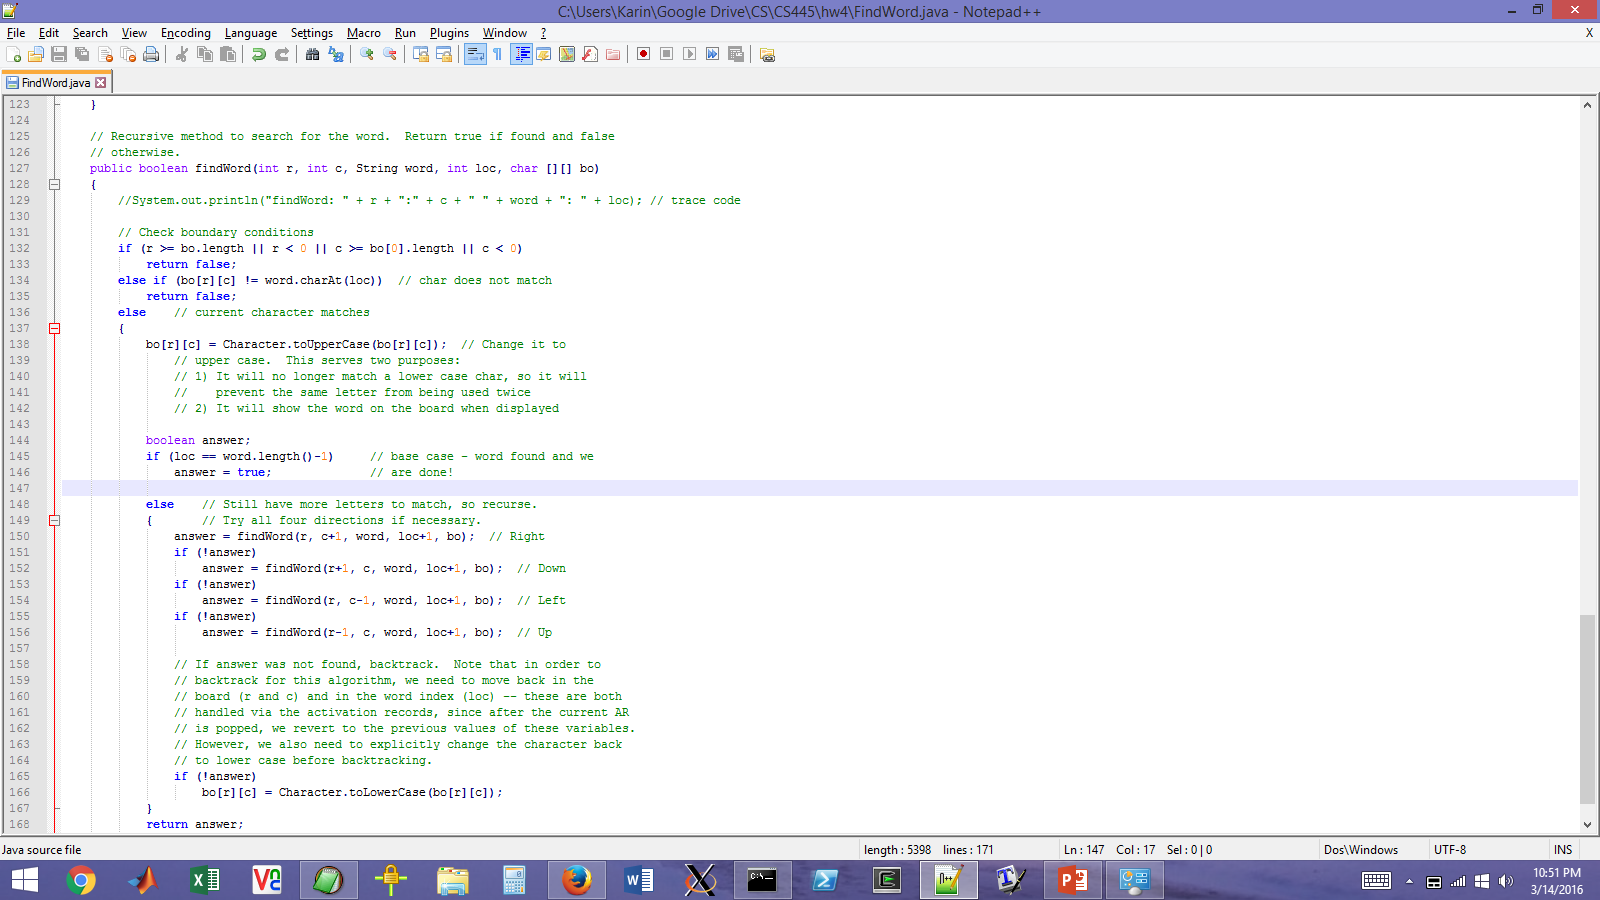 C:\Users\Karin\Google Drive\CS\CS445\hw4\FindWord.java - Notepad++
File Edit Search View Encoding Language Settings Macro Run Plugins Window ? X
FindWord.java
123 }
124
125 // Recursive method to search for the word.  Return true if found and false
126 // otherwise.
127 public boolean findWord(int r, int c, String word, int loc, char [][] bo)
128 {
129 //System.out.println("findWord: " + r + ":" + c + " " + word + ": " + loc); // trace code
130
131 // Check boundary conditions
132 if (r >= bo.length || r < 0 || c >= bo[0].length || c < 0)
133 return false;
134 else if (bo[r][c] != word.charAt(loc))  // char does not match
135 return false;
136 else    // current character matches
137 {
138 bo[r][c] = Character.toUpperCase(bo[r][c]);  // Change it to
139 // upper case.  This serves two purposes:
140 // 1) It will no longer match a lower case char, so it will
141 //    prevent the same letter from being used twice
142 // 2) It will show the word on the board when displayed
143
144 boolean answer;
145 if (loc == word.length()-1)     // base case - word found and we
146 answer = true;              // are done!
147
148 else    // Still have more letters to match, so recurse.
149 {       // Try all four directions if necessary.
150 answer = findWord(r, c+1, word, loc+1, bo);  // Right
151 if (!answer)
152 answer = findWord(r+1, c, word, loc+1, bo);  // Down
153 if (!answer)
154 answer = findWord(r, c-1, word, loc+1, bo);  // Left
155 if (!answer)
156 answer = findWord(r-1, c, word, loc+1, bo);  // Up
157
158 // If answer was not found, backtrack.  Note that in order to
159 // backtrack for this algorithm, we need to move back in the
160 // board (r and c) and in the word index (loc) -- these are both
161 // handled via the activation records, since after the current AR
162 // is popped, we revert to the previous values of these variables.
163 // However, we also need to explicitly change the character back
164 // to lower case before backtracking.
165 if (!answer)
166 bo[r][c] = Character.toLowerCase(bo[r][c]);
167 }
168 return answer;
Java source file length : 5398 lines : 171 Ln : 147 Col : 17 Sel : 0 | 0 Dos\Windows UTF-8 INS
10:51 PM
3/14/2016